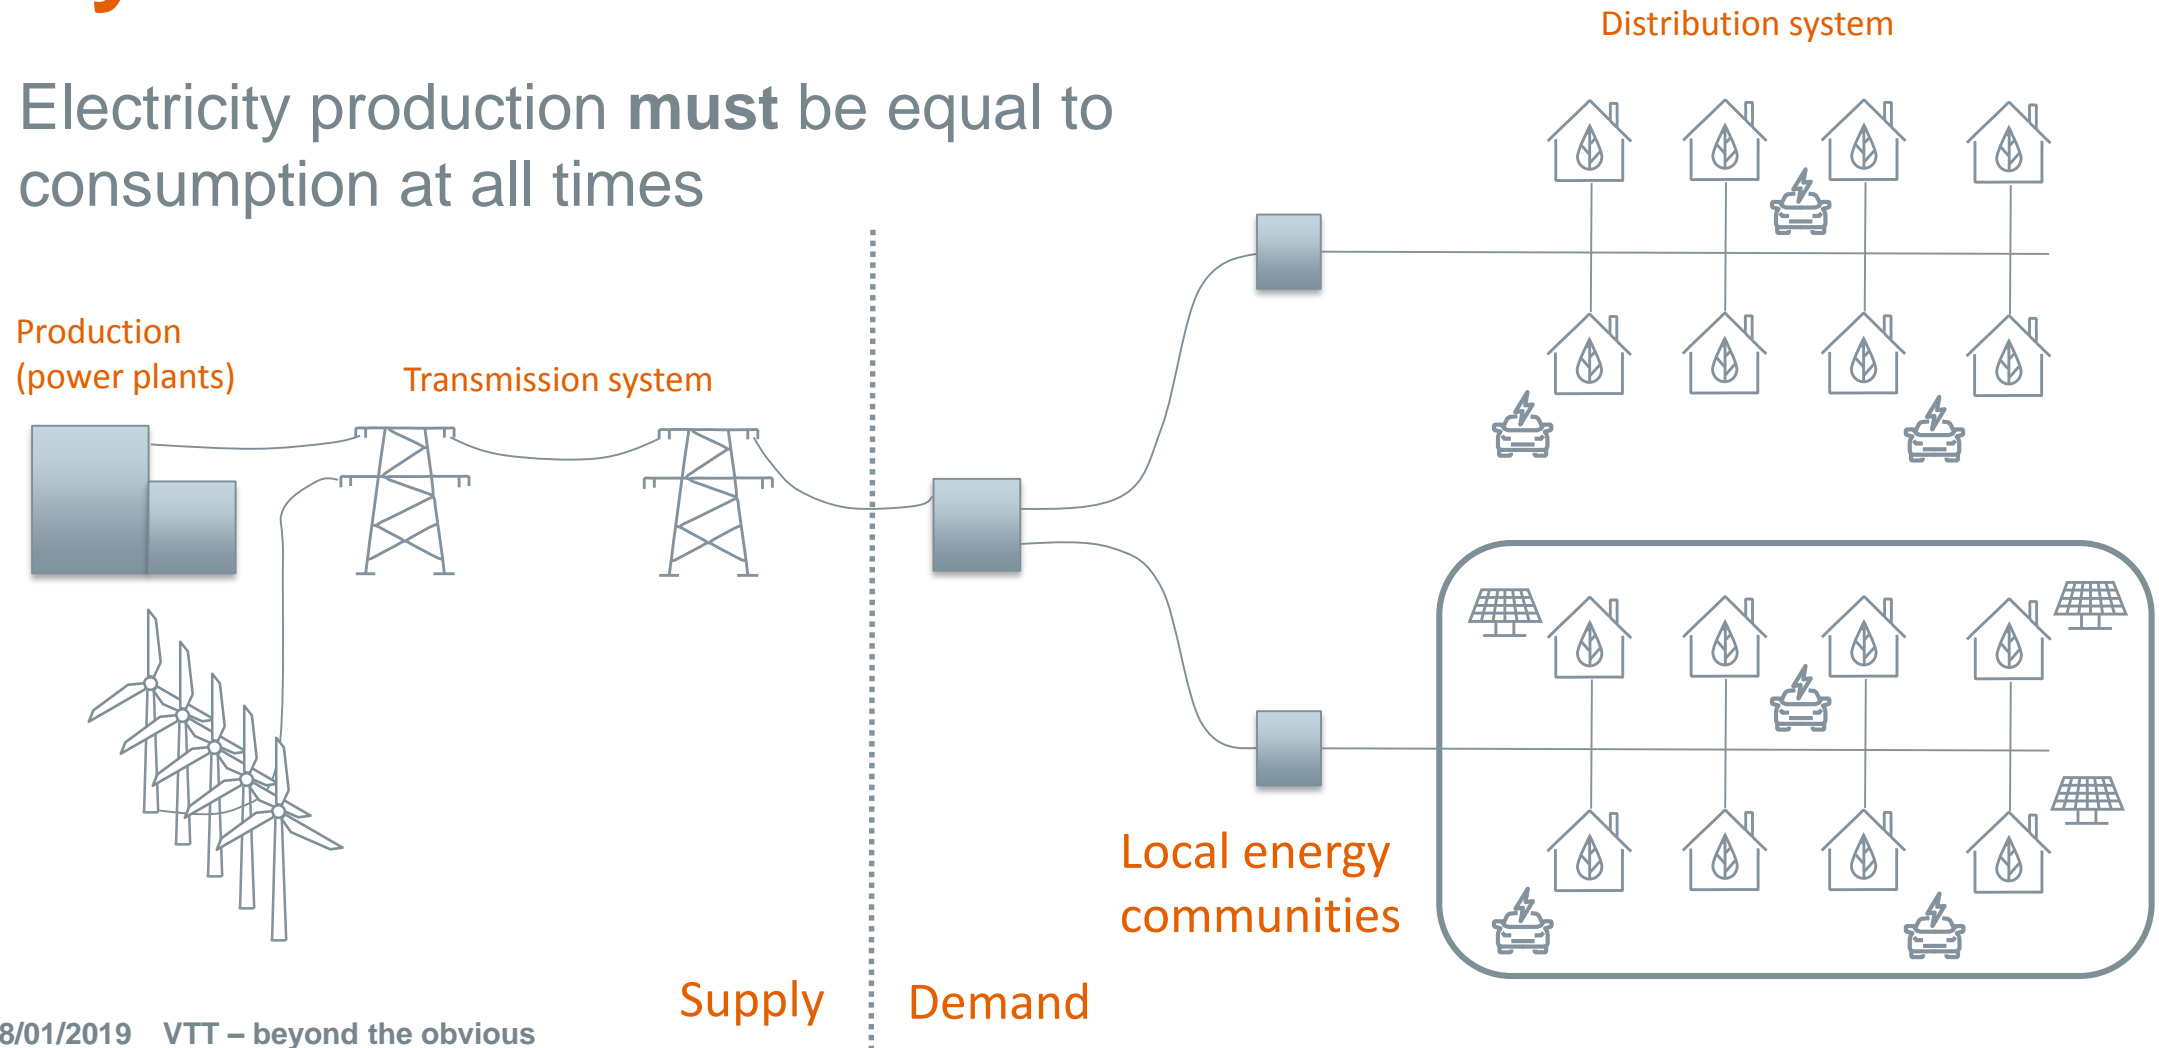 Distribution system
Electricity production must be equal to
consumption at all times
Production
(power plants)
Transmission system
Local energy
communities
Supply
Demand
8/01/2019 VTT – beyond the obvious